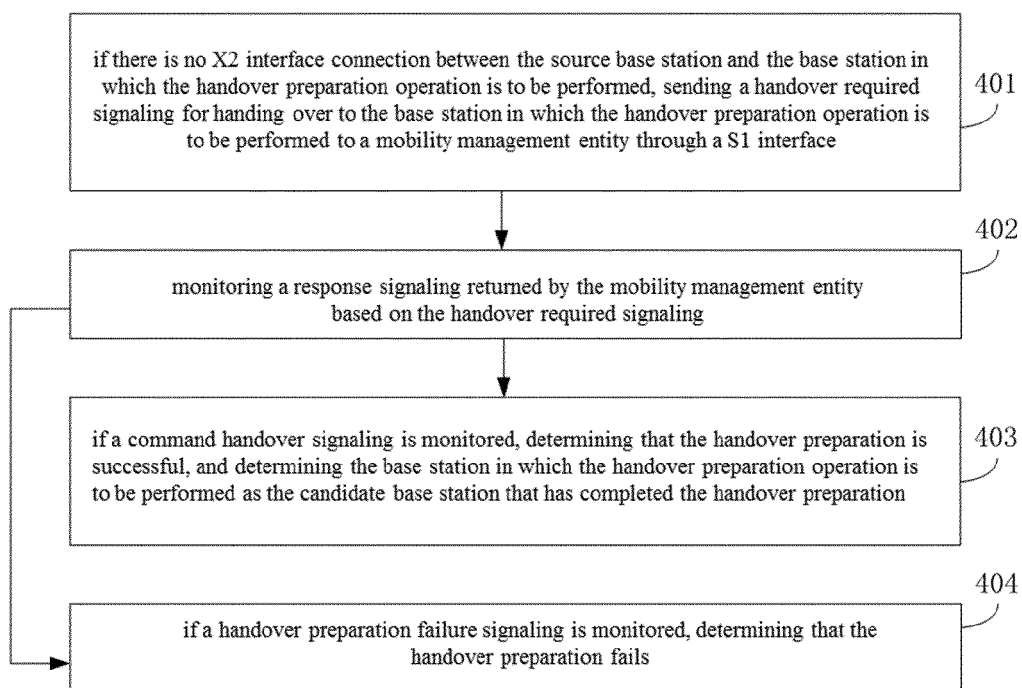 if there is no X2 interface connection between the source base station and the base station in
which the handover preparation operation is to be performed, sending a handover required
signaling for handing over to the base station in which the handover preparation operation is
to be performed to a mobility management entity through a S1 interface
401
402
monitoring a response signaling returned by the mobility management entity
based on the handover required signaling
if a command handover signaling is monitored, determining that the handover preparation is
successful, and determining the base station in which the handover preparation operation is
to be performed as the candidate base station that has completed the handover preparation
403
404
if a handover preparation failure signaling is monitored, determining that the
handover preparation fails